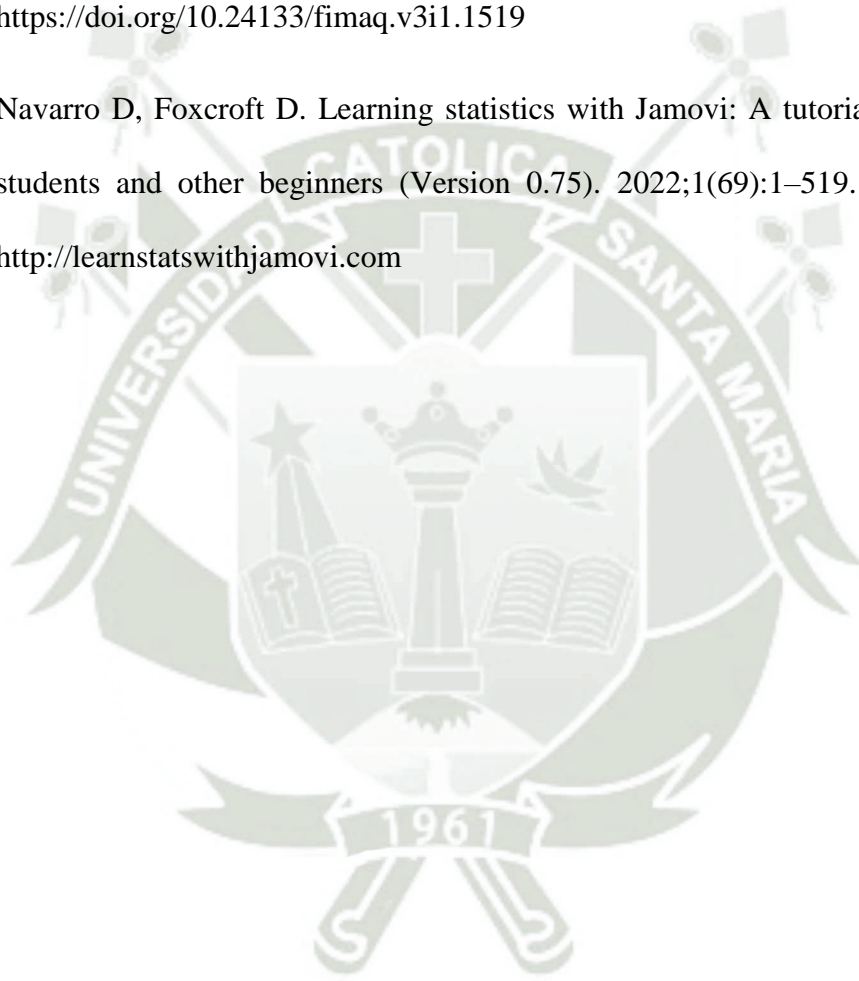 https://doi.org/10.24133/fimaq.v3i1.1519
Navarro D, Foxcroft D. Learning statistics with Jamovi: A tutorial
students and other beginners (Version 0.75). 2022;1(69):1–519.
http://learnstatswithjamovi.com
UNIVERSIDAD CATOLICA SANTA MARIA
1961